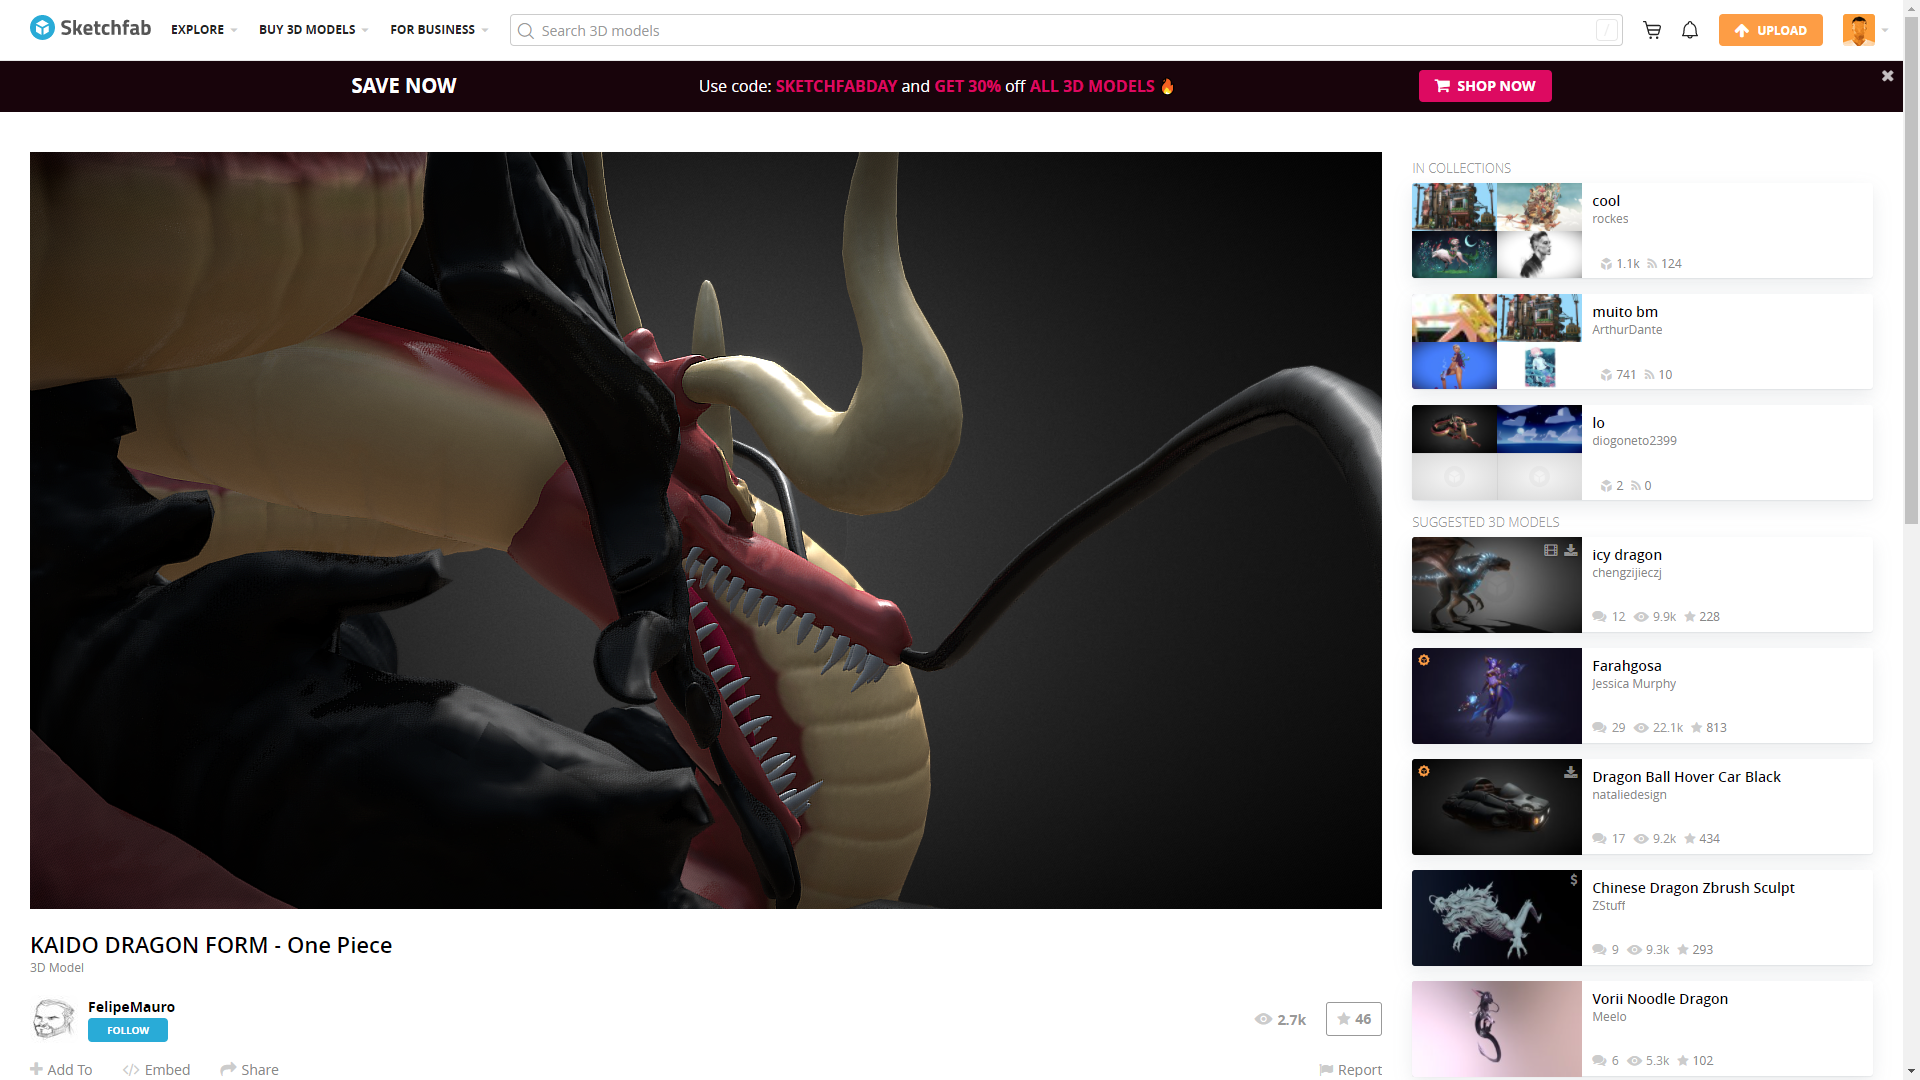 Sketchfab EXPLORE BUY 3D MODELS FOR BUSINESS Search 3D models / UPLOAD
SAVE NOW Use code: SKETCHFABDAY and GET 30% off ALL 3D MODELS 🔥 SHOP NOW
KAIDO DRAGON FORM - One Piece
3D Model
FelipeMauro
FOLLOW
2.7k 46
Add To Embed Share Report
IN COLLECTIONS
cool
rockes
1.1k 124
muito bm
ArthurDante
741 10
lo
diogoneto2399
2 0
SUGGESTED 3D MODELS
icy dragon
chengzijieczj
12 9.9k 228
Farahgosa
Jessica Murphy
29 22.1k 813
Dragon Ball Hover Car Black
nataliedesign
17 9.2k 434
$
Chinese Dragon Zbrush Sculpt
ZStuff
9 9.3k 293
Vorii Noodle Dragon
Meelo
6 5.3k 102